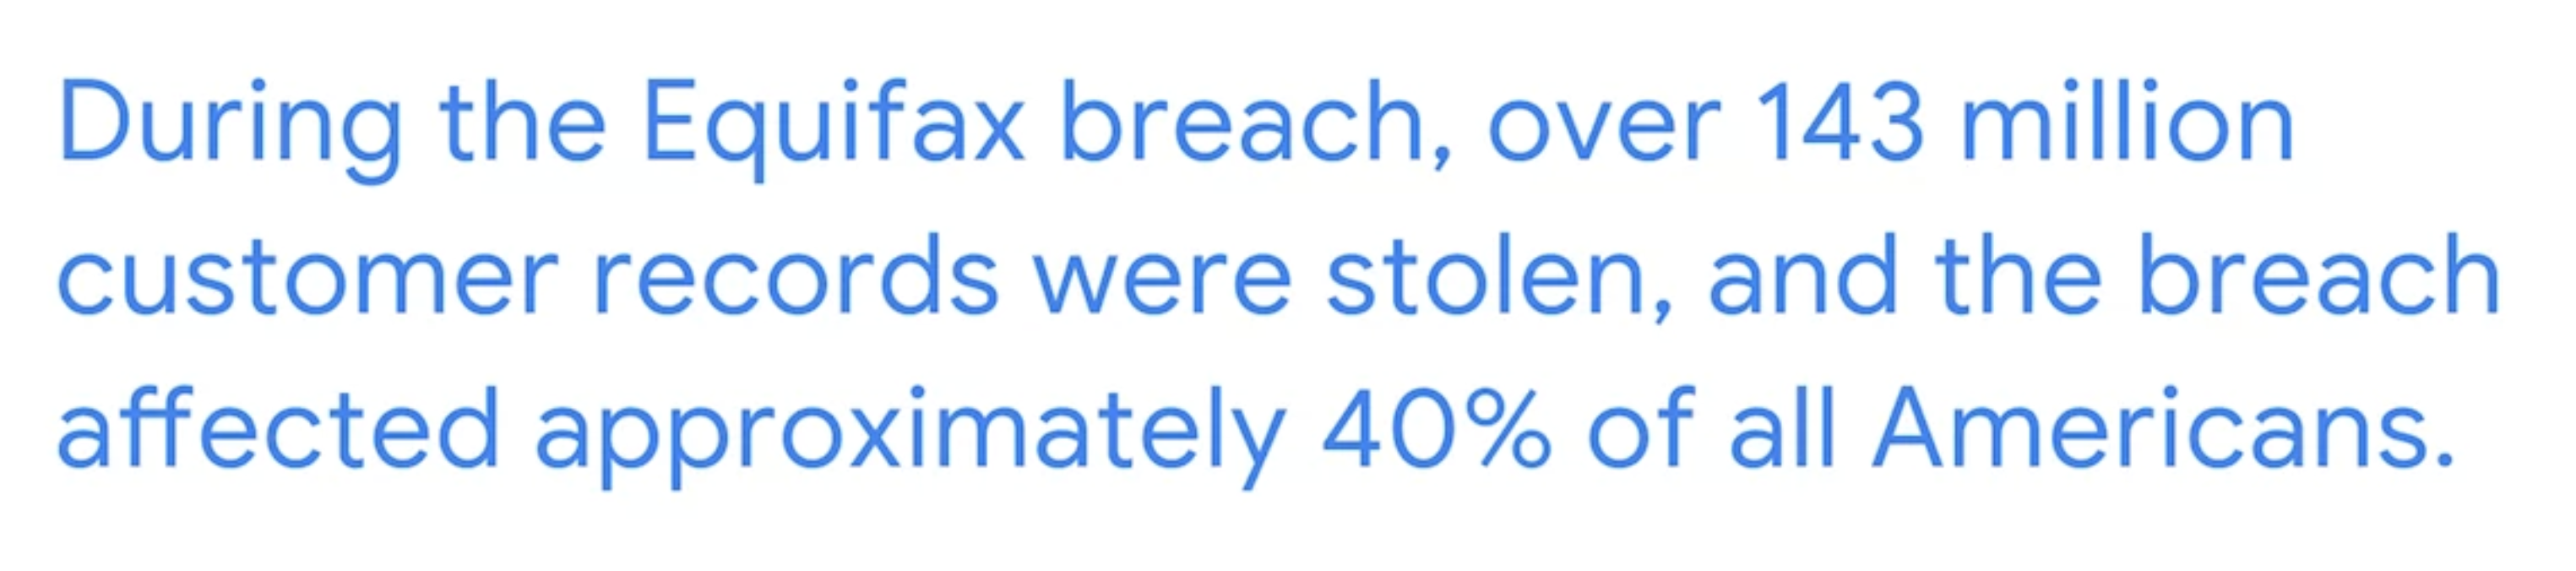 During the Equifax breach, over 143 million
customer records were stolen, and the breach
affected approximately 40% of all Americans.